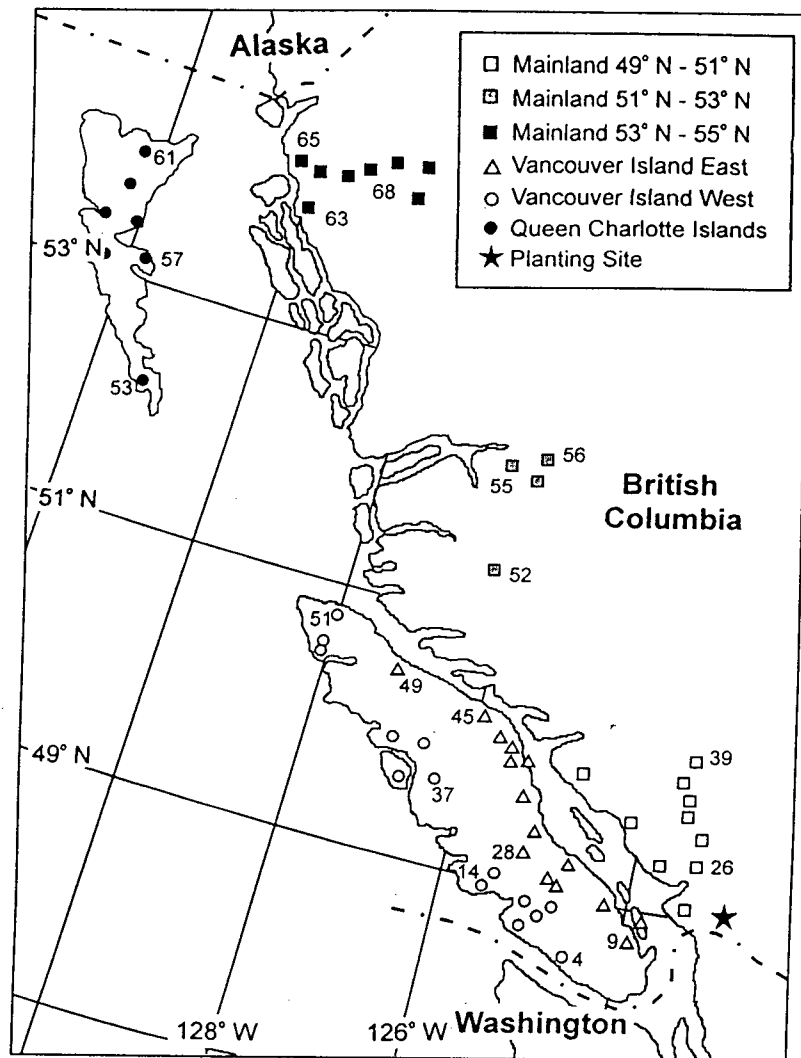 Alaska
Mainland 49° N - 51° N
Mainland 51° N - 53° N
Mainland 53° N - 55° N
Vancouver Island East
Vancouver Island West
Queen Charlotte Islands
Planting Site
61
65
68
63
53° N
57
53
56
55
British
Columbia
51° N
52
51
49
45
39
49° N
37
28
14
26
9
4
128° W
126° W
Washington